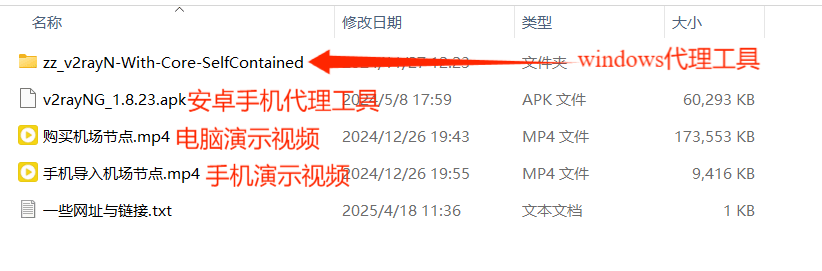 名称 修改日期 类型 大小
zz_v2rayN-With-Core-SelfContained 2024/11/27 12:23 文件夹 windows代理工具
v2rayNG_1.8.23.apk 安卓手机代理工具 2024/5/8 17:59 APK 文件 60,293 KB
购买机场节点.mp4 电脑演示视频 2024/12/26 19:43 MP4 文件 173,553 KB
手机导入机场节点.mp4 手机演示视频 2024/12/26 19:55 MP4 文件 9,416 KB
一些网址与链接.txt 2025/4/18 11:36 文本文档 1 KB